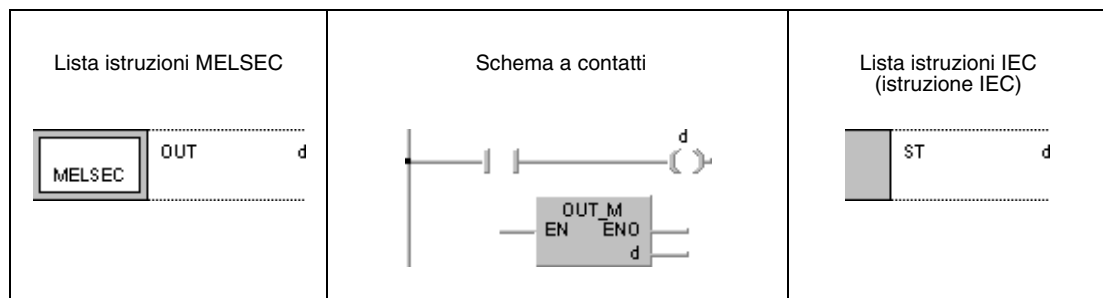 Lista istruzioni MELSEC
MELSEC
OUT d
Schema a contatti
d
OUT_M
EN ENO
d
Lista istruzioni IEC
(istruzione IEC)
ST d